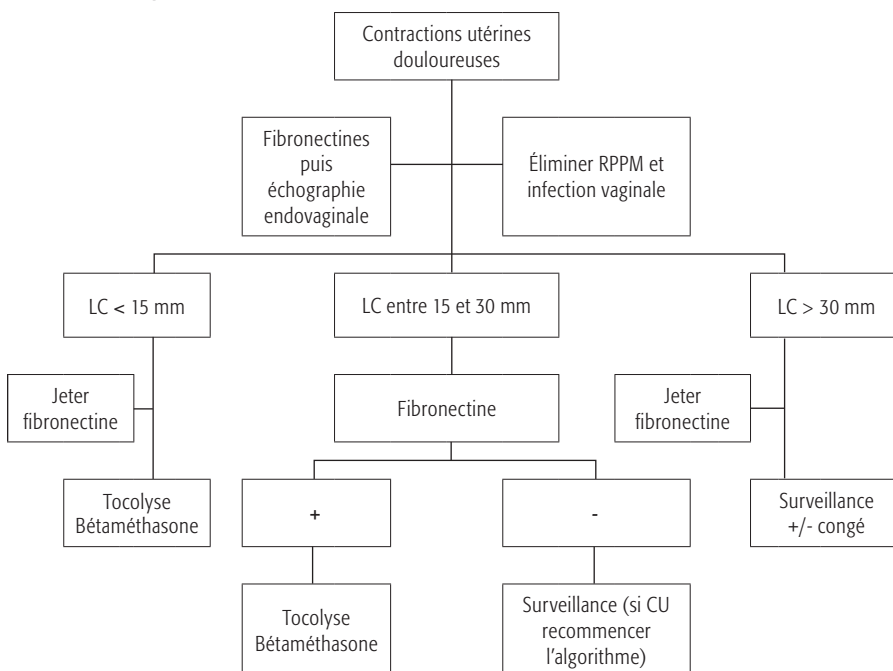 Contractions utérines
douloureuses
Fibronectines
puis
échographie
endovaginale
Éliminer RPPM et
infection vaginale
LC < 15 mm
LC entre 15 et 30 mm
LC > 30 mm
Jeter
fibronectine
Fibronectine
Jeter
fibronectine
Tocolyse
Bétaméthasone
+
-
Surveillance
+/- congé
Tocolyse
Bétaméthasone
Surveillance (si CU
recommencer
l'algorithme)